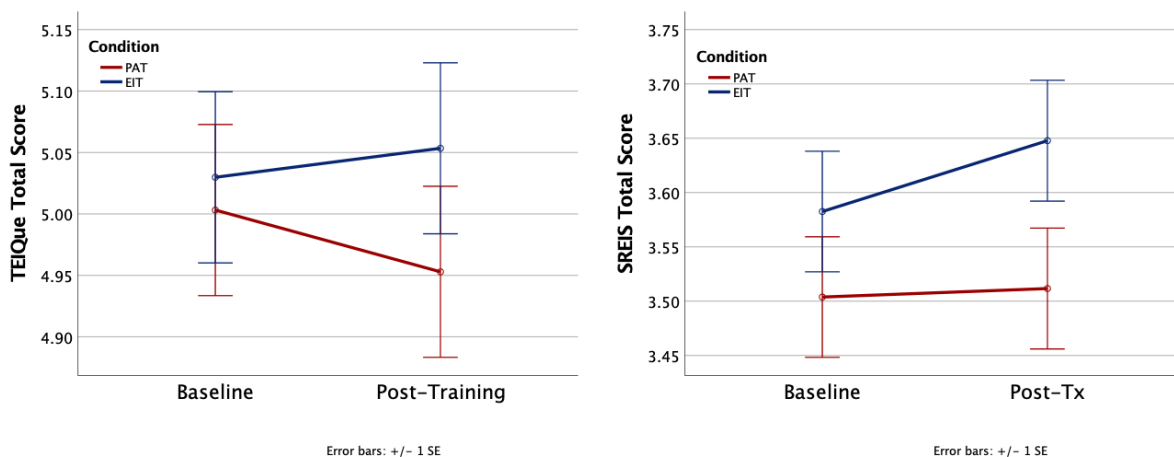 TEIQue Total Score
5.15
5.10
5.05
5.00
4.95
4.90
Condition
PAT
EIT
Baseline Post-Training
Error bars: +/- 1 SE
SREIS Total Score
3.75
3.70
3.65
3.60
3.55
3.50
3.45
Condition
PAT
EIT
Baseline Post-Tx
Error bars: +/- 1 SE